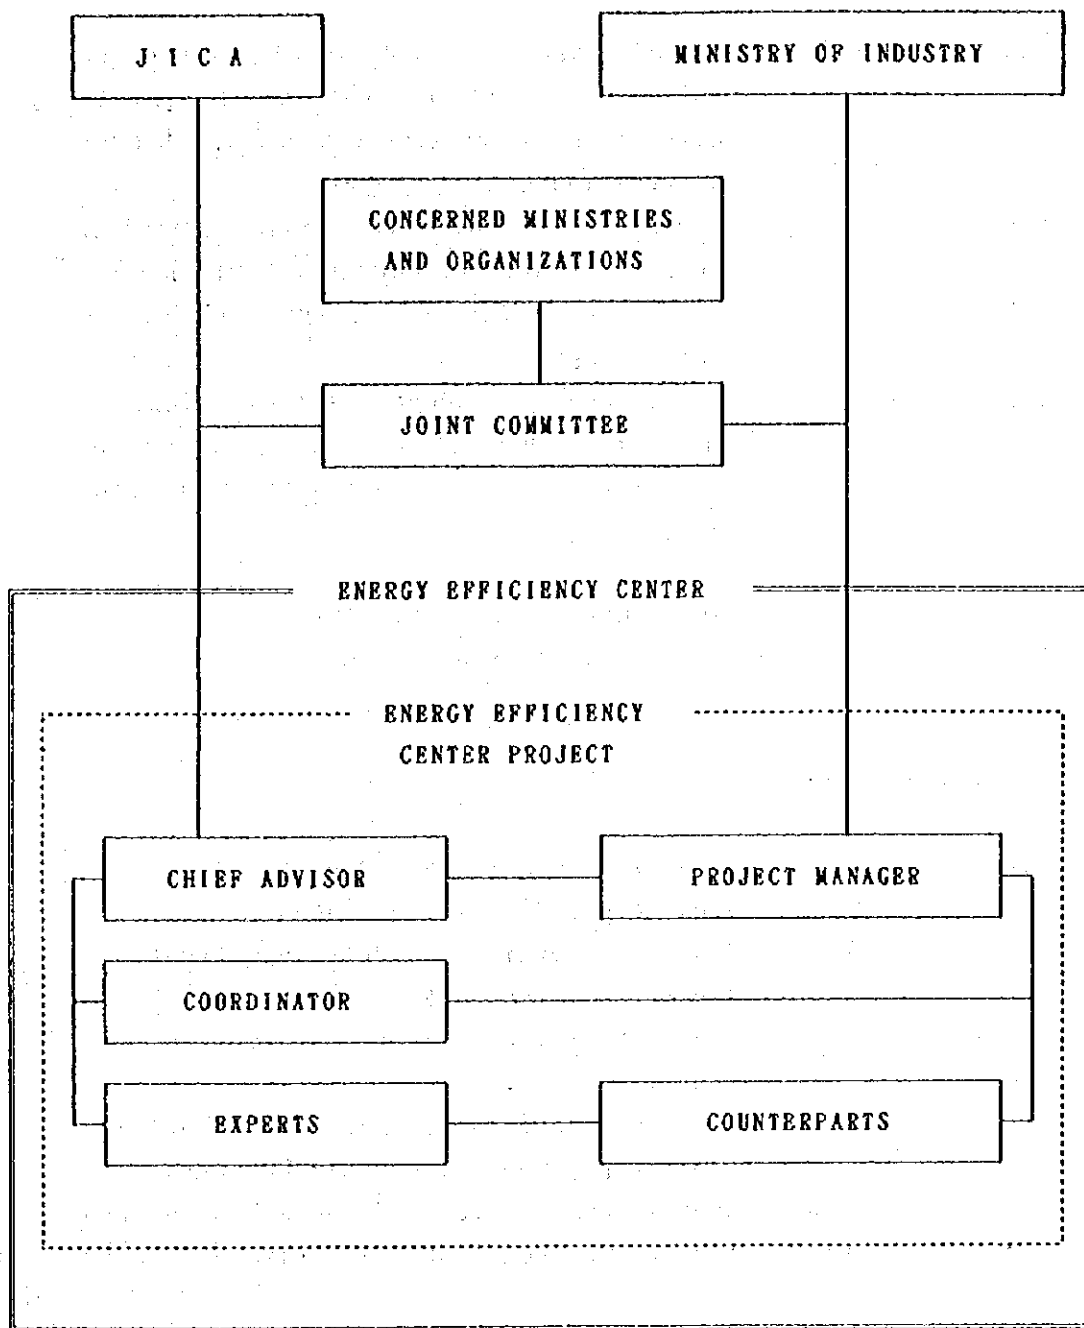 J I C A
MINISTRY OF INDUSTRY
CONCERNED MINISTRIES
AND ORGANIZATIONS
JOINT COMMITTEE
ENERGY EFFICIENCY CENTER
ENERGY EFFICIENCY
CENTER PROJECT
CHIEF ADVISOR
PROJECT MANAGER
COORDINATOR
EXPERTS
COUNTERPARTS